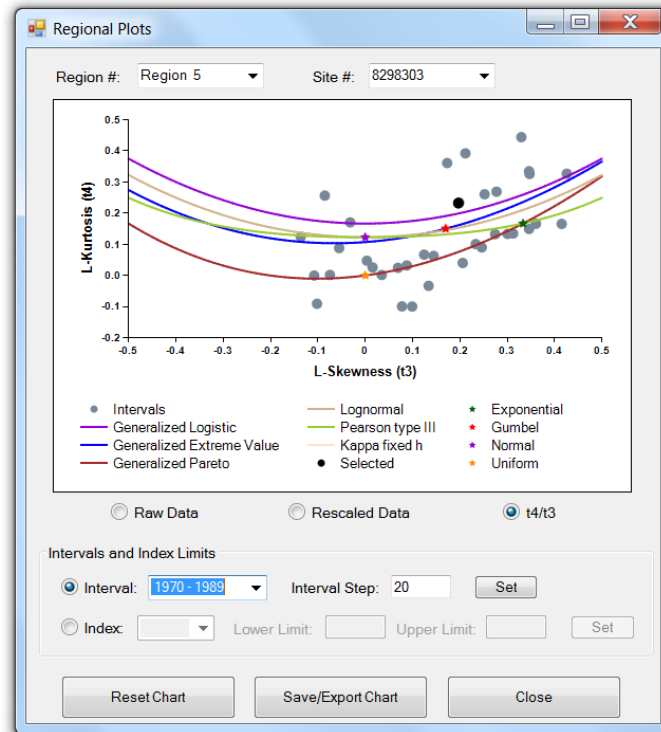 Regional Plots
Region #: Region 5 Site #: 8298303
0.5
0.4
0.3
0.2
0.1
0.0
-0.1
-0.2
L-Kurtosis (t4)
-0.5 -0.4 -0.3 -0.2 -0.1 0 0.1 0.2 0.3 0.4 0.5
L-Skewness (t3)
Intervals Lognormal Exponential
Generalized Logistic Pearson type III Gumbel
Generalized Extreme Value Kappa fixed h Normal
Generalized Pareto Selected Uniform
Raw Data Rescaled Data t4/t3
Intervals and Index Limits
Interval: 1970 - 1989 Interval Step: 20 Set
Index: Lower Limit: Upper Limit: Set
Reset Chart Save/Export Chart Close